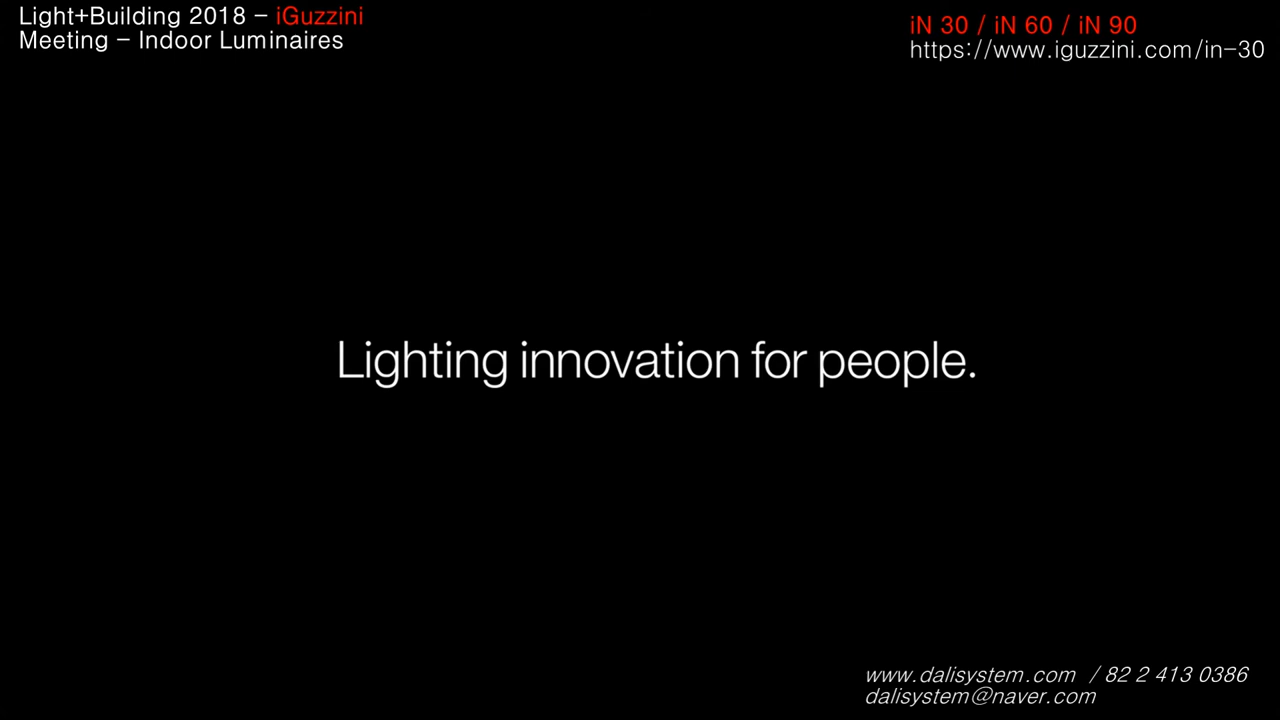 Light+Building 2018 - iGuzzini
Meeting - Indoor Luminaires
iN 30 / iN 60 / iN 90
https://www.iguzzini.com/in-30
Lighting innovation for people.
www.dalisystem.com / 82 2 413 0386
dalisystem@naver.com